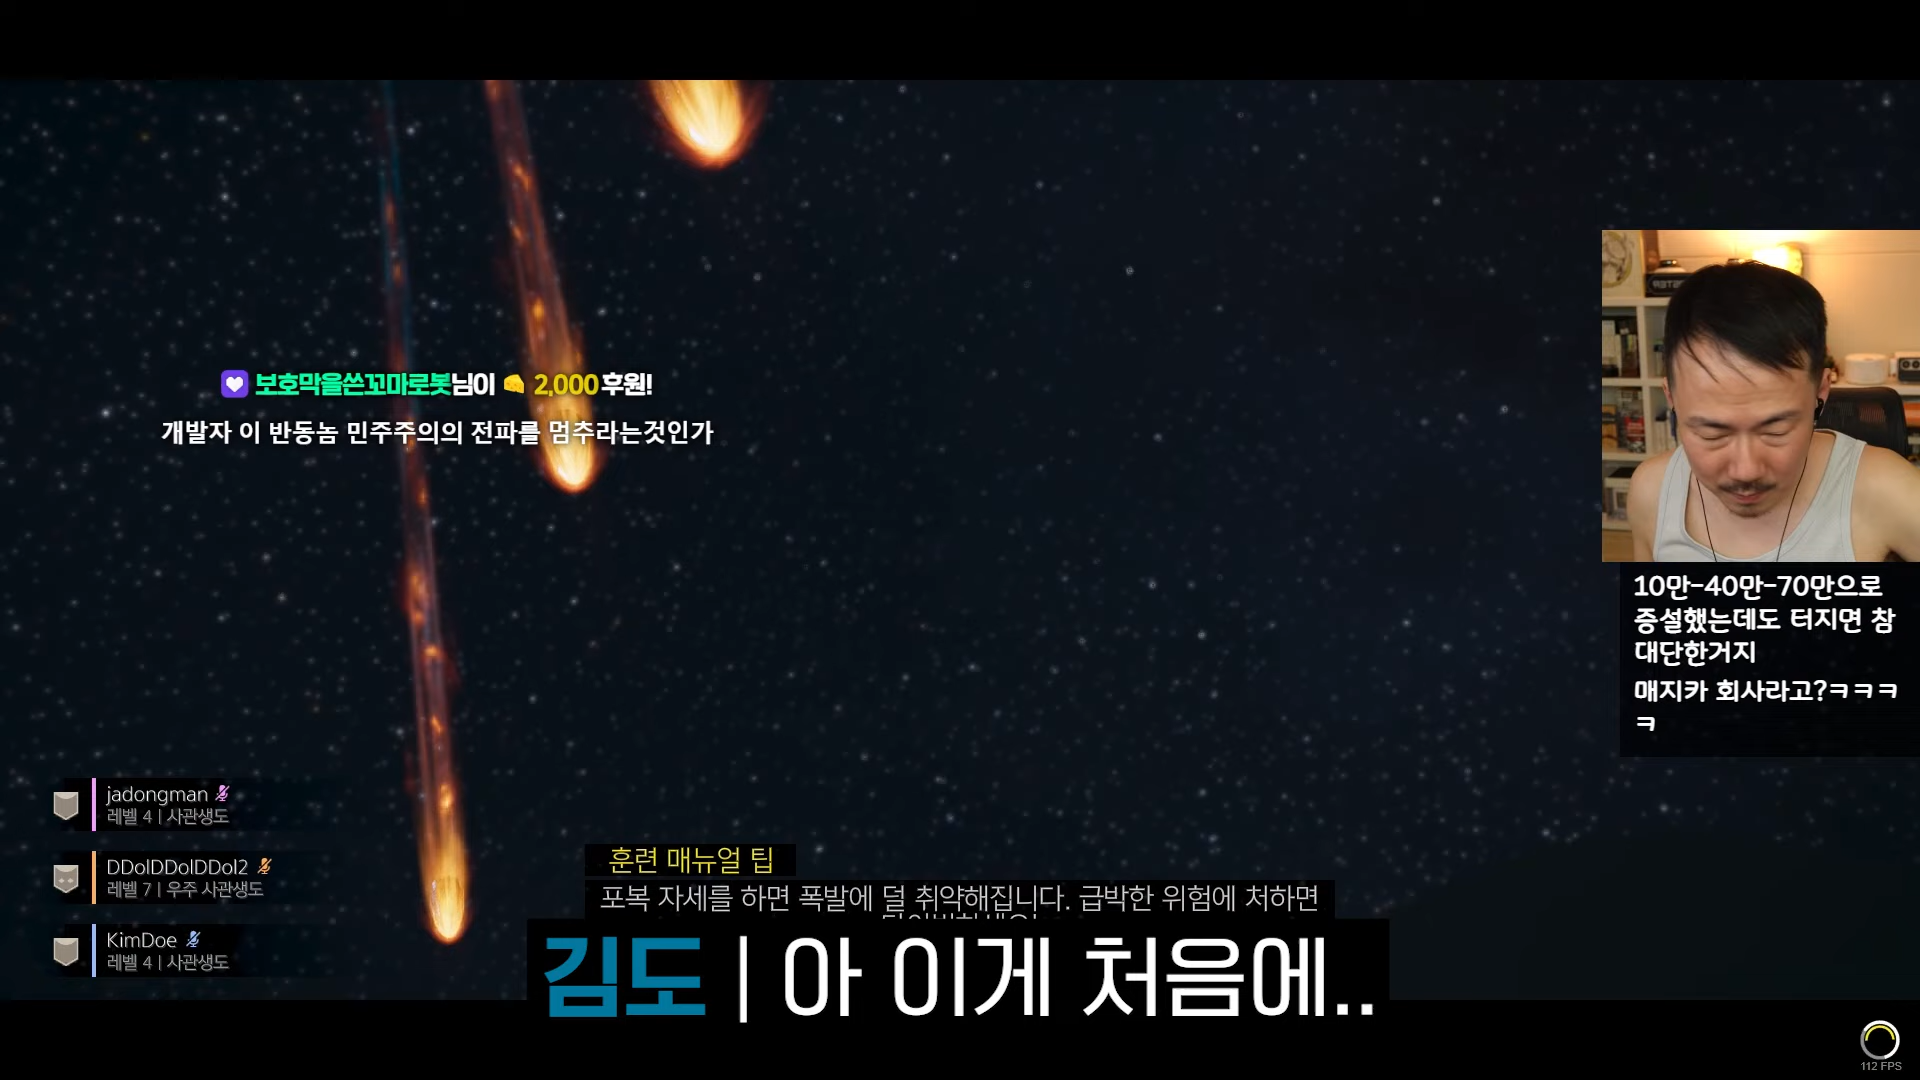 보호막을쓴꼬마로봇님이 2,000 후원!
개발자 이 반동놈 민주주의의 전파를 멈추라는것인가
10만-40만-70만으로
증설했는데도 터지면 참
대단한거지
매지카 회사라고?ㅋㅋㅋ
ㅋ
jadongman
레벨 4 | 사관생도
DDolDDolDDol2
레벨 7 | 우주 사관생도
KimDoe
레벨 4 | 사관생도
훈련 매뉴얼 팁
포복 자세를 하면 폭발에 덜 취약해집니다. 급박한 위험에 처하면
김도 | 아 이게 처음에..
112 FPS